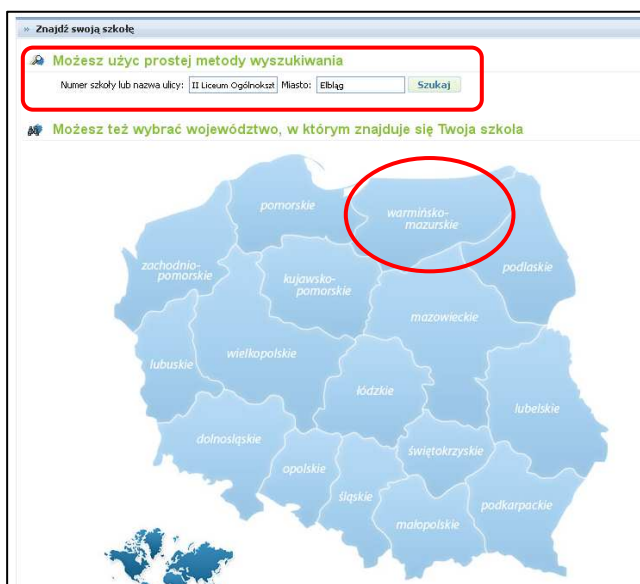 » Znajdź swoją szkołę
Możesz użyc prostej metody wyszukiwania
Numer szkoły lub nazwa ulicy: II Liceum Ogólnokszt Miasto: Elbląg Szukaj
Możesz też wybrać województwo, w którym znajduje się Twoja szkola
pomorskie
warmińsko-
mazurskie
zachodnio-
pomorskie
kujawsko-
pomorskie
podlaskie
mazowieckie
lubuskie
wielkopolskie
łódzkie
lubelskie
dolnośląskie
opolskie
śląskie
świętokrzyskie
małopolskie
podkarpackie